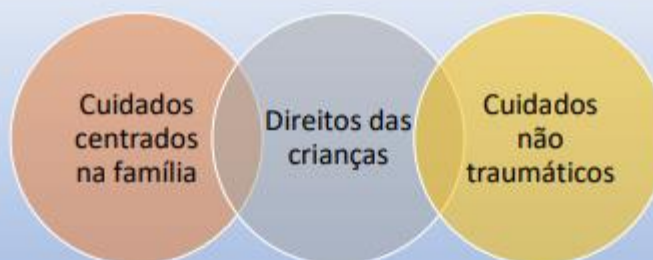 Cuidados
centrados
na família
Direitos das
crianças
Cuidados
não
traumáticos